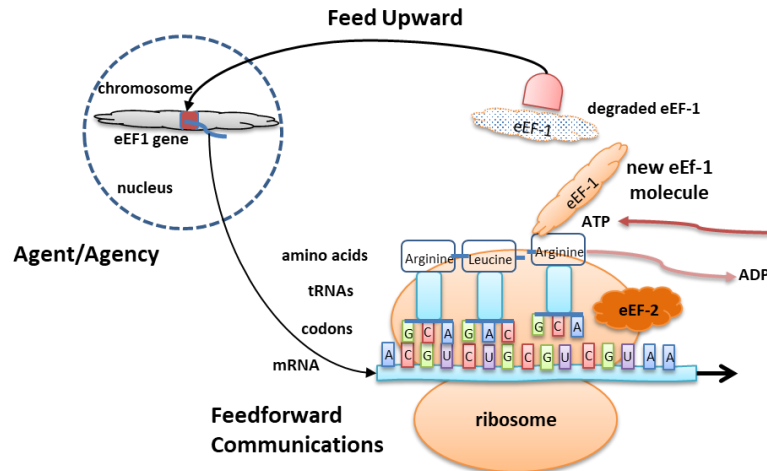 Feed Upward
chromosome
degraded eEF-1
eEF-1
eEF1 gene
nucleus
eEF-1
new eEf-1
molecule
ATP
Agent/Agency
amino acids
Arginine
Leucine
Arginine
ADP
tRNAs
eEF-2
codons
G C A
G A C
G C A
mRNA
A C G U C U G C G U C G U A A
Feedforward
Communications
ribosome